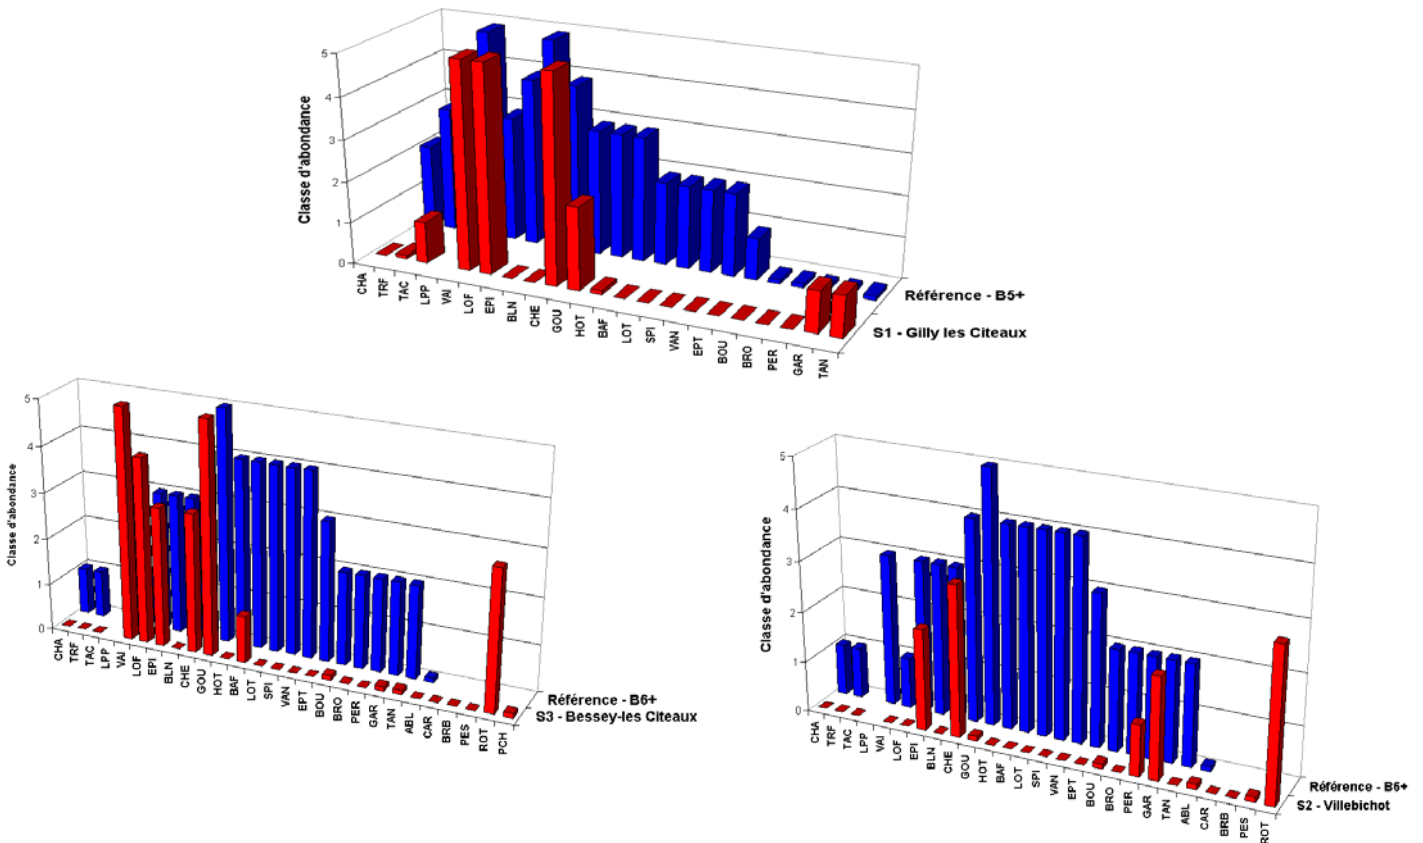 Classe d'abondance
5
4
3
2
1
0
CHA
TRF
TAC
LPP
VAI
LOF
EPI
BLN
CHE
GOU
HOT
BAF
LOT
SPI
VAN
EPT
BOU
BRO
PER
GAR
TAN
Référence - B5+
S1 - Gilly les Citeaux
Classe d'abondance
5
4
3
2
1
0
CHA
TRF
TAC
LPP
VAI
LOF
EPI
BLN
CHE
GOU
HOT
BAF
LOT
SPI
VAN
EPT
BOU
BRO
PER
GAR
TAN
ABL
CAR
BRB
PES
ROT
PCH
Référence - B6+
S3 - Bessey-les Citeaux
Classe d'abondance
5
4
3
2
1
0
CHA
TRF
TAC
LPP
VAI
LOF
EPI
BLN
CHE
GOU
HOT
BAF
LOT
SPI
VAN
EPT
BOU
BRO
PER
GAR
TAN
ABL
CAR
BRB
PES
ROT
Référence - B6+
S2 - Villebichot